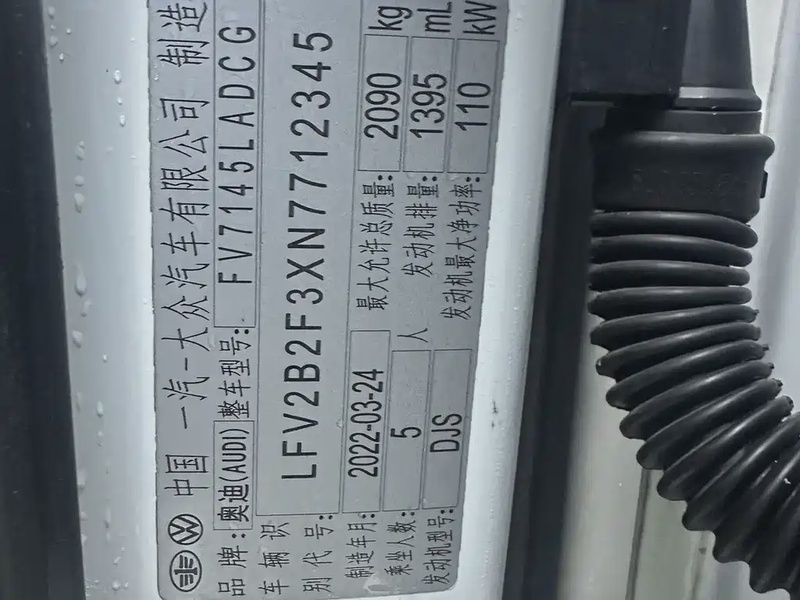 中国 一汽-大众汽车有限公司 制造
品牌:奥迪(AUDI) 整车型号: FV7145LADCG
车辆识
别代号: LFV2B2F3XN7712345
制造年月: 2022-03-24 最大允许总质量: 2090 kg
乘坐人数: 5 人 发动机排量: 1395 mL
发动机型号: DJS 发动机最大净功率: 110 kW